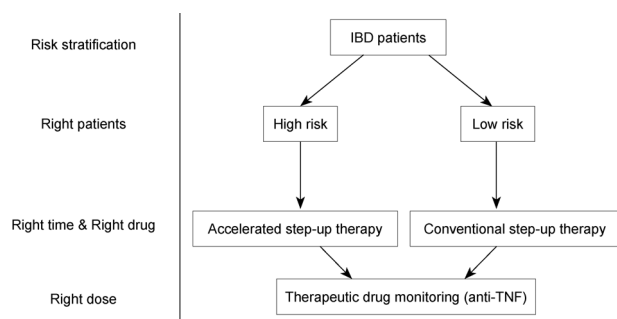 Risk stratification
IBD patients
Right patients
High risk
Low risk
Right time & Right drug
Accelerated step-up therapy
Conventional step-up therapy
Right dose
Therapeutic drug monitoring (anti-TNF)